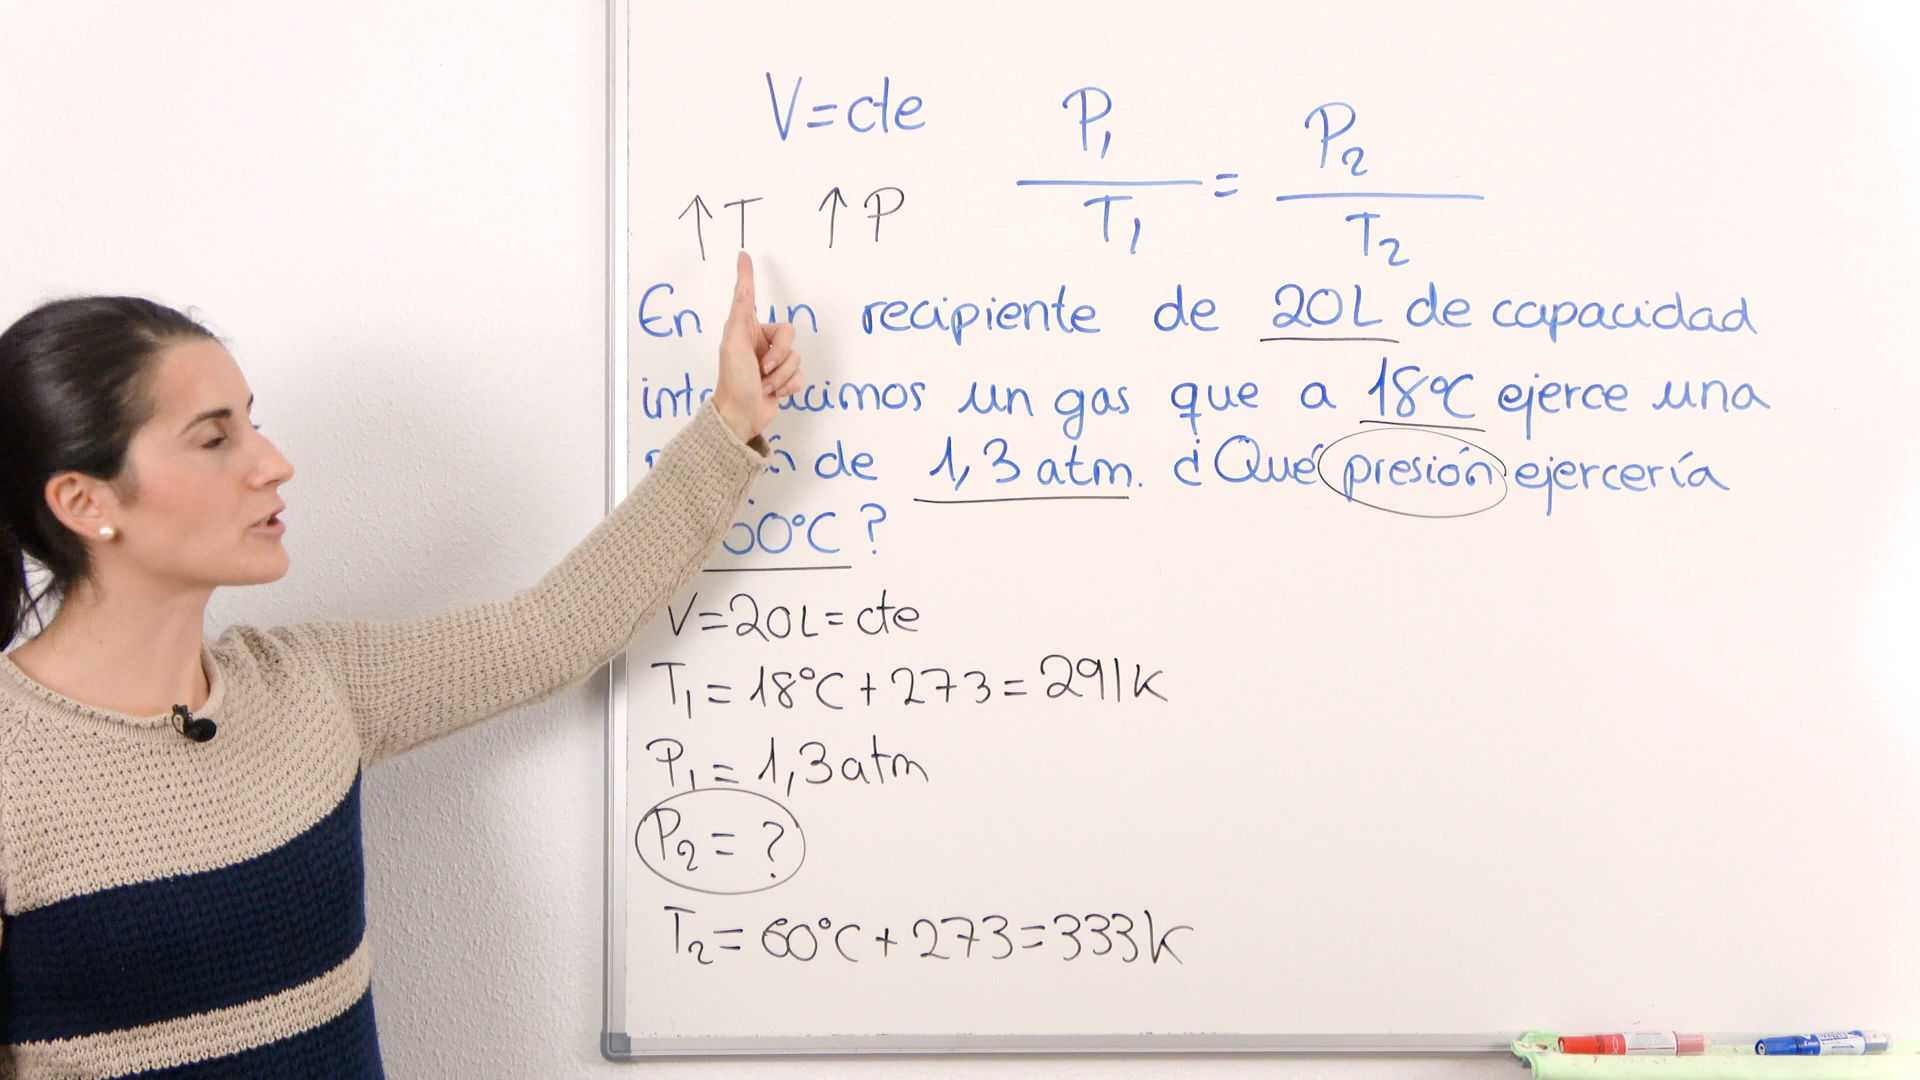 V=cte
P₁/T₁ = P₂/T₂
↑T ↑P
En un recipiente de 20L de capacidad
un gas que a 18°C ejerce una
de 1,3 atm. ¿Qué presión ejercería
60°C?
V=20L=cte
T₁=18°C+273=291K
P₁=1,3atm
P₂=?
T₂=60°C+273=333K